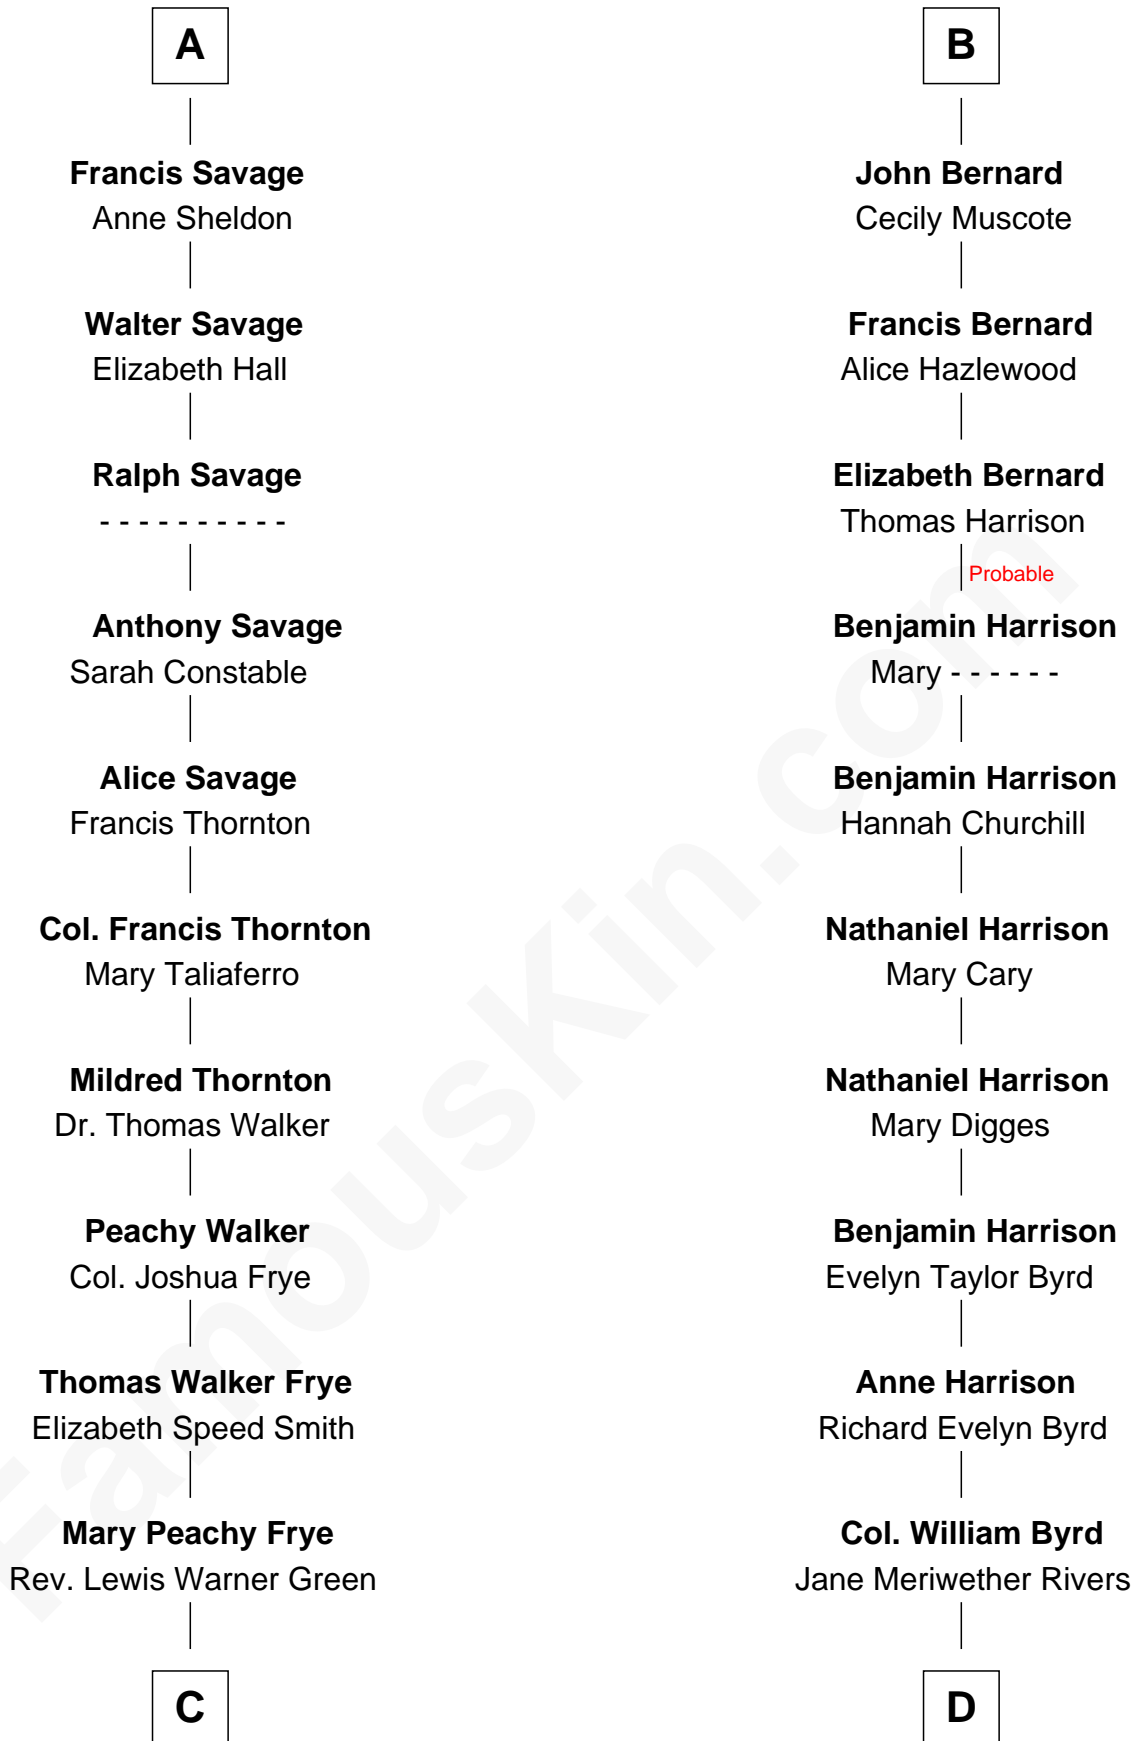 A
Francis Savage
Anne Sheldon
Walter Savage
Elizabeth Hall
Ralph Savage
- - - - - - - - - -
Anthony Savage
Sarah Constable
Alice Savage
Francis Thornton
Col. Francis Thornton
Mary Taliaferro
Mildred Thornton
Dr. Thomas Walker
Peachy Walker
Col. Joshua Frye
Thomas Walker Frye
Elizabeth Speed Smith
Mary Peachy Frye
Rev. Lewis Warner Green
C
B
John Bernard
Cecily Muscote
Francis Bernard
Alice Hazlewood
Elizabeth Bernard
Thomas Harrison
Probable
Benjamin Harrison
Mary - - - - - -
Benjamin Harrison
Hannah Churchill
Nathaniel Harrison
Mary Cary
Nathaniel Harrison
Mary Digges
Benjamin Harrison
Evelyn Taylor Byrd
Anne Harrison
Richard Evelyn Byrd
Col. William Byrd
Jane Meriwether Rivers
D
FamousKin.com